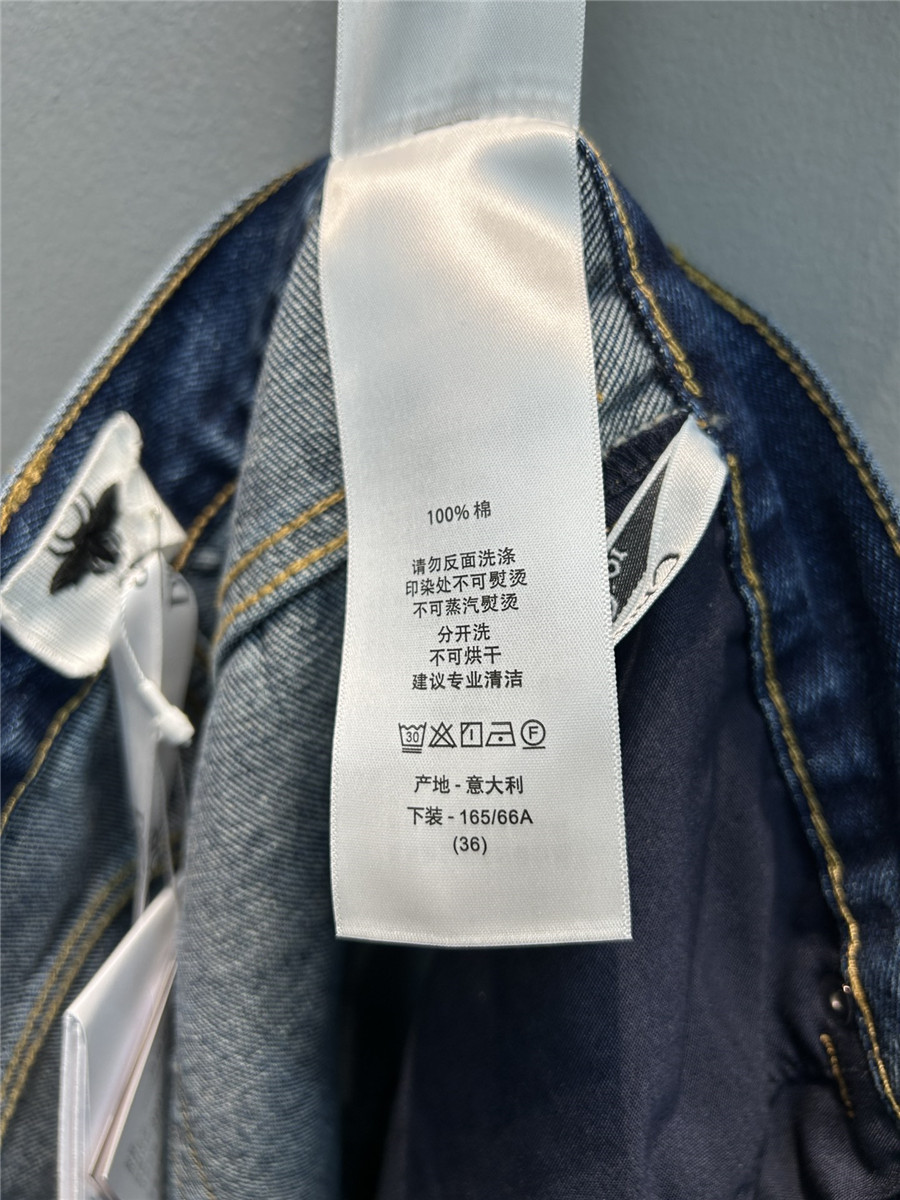 100% 棉
请勿反面洗涤
印染处不可熨烫
不可蒸汽熨烫
分开洗
不可烘干
建议专业清洁
30 F
产地 - 意大利
下装 - 165/66A
(36)